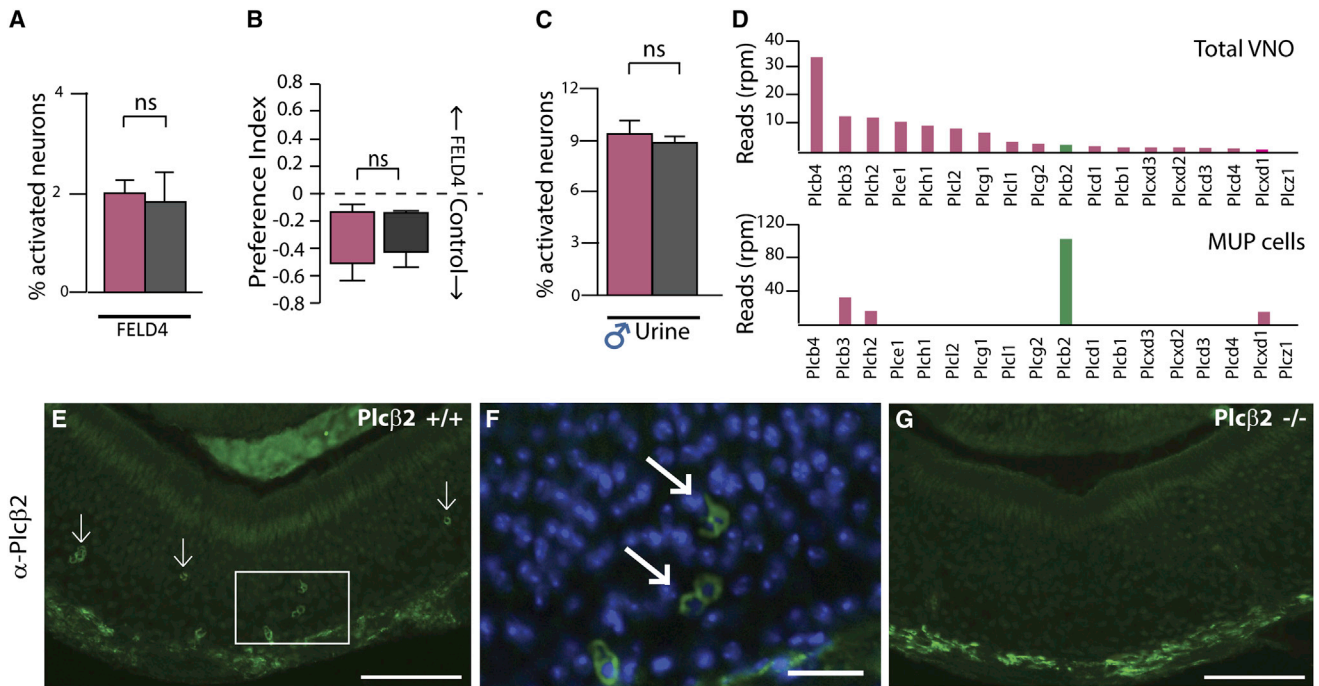 A
% activated neurons
4
2
0
ns
FELD4
B
Preference Index
0.8
0.6
0.4
0.2
0
-0.2
-0.4
-0.6
-0.8
ns
← FELD4
Control →
C
% activated neurons
12
9
6
3
0
ns
♂ Urine
D
Reads (rpm)
40
30
20
10
Total VNO
Plcb4 Plcb3 Plch2 Plce1 Plch1 Plcl2 Plcg1 Plcl1 Plcg2 Plcb2 Plcd1 Plcb1 Plcxd3 Plcxd2 Plcd3 Plcd4 Plcxd1 Plcz1
Reads (rpm)
120
80
40
MUP cells
Plcb4 Plcb3 Plch2 Plce1 Plch1 Plcl2 Plcg1 Plcl1 Plcg2 Plcb2 Plcd1 Plcb1 Plcxd3 Plcxd2 Plcd3 Plcd4 Plcxd1 Plcz1
α-Plcβ2
E
Plcβ2 +/+
F
G
Plcβ2 -/-